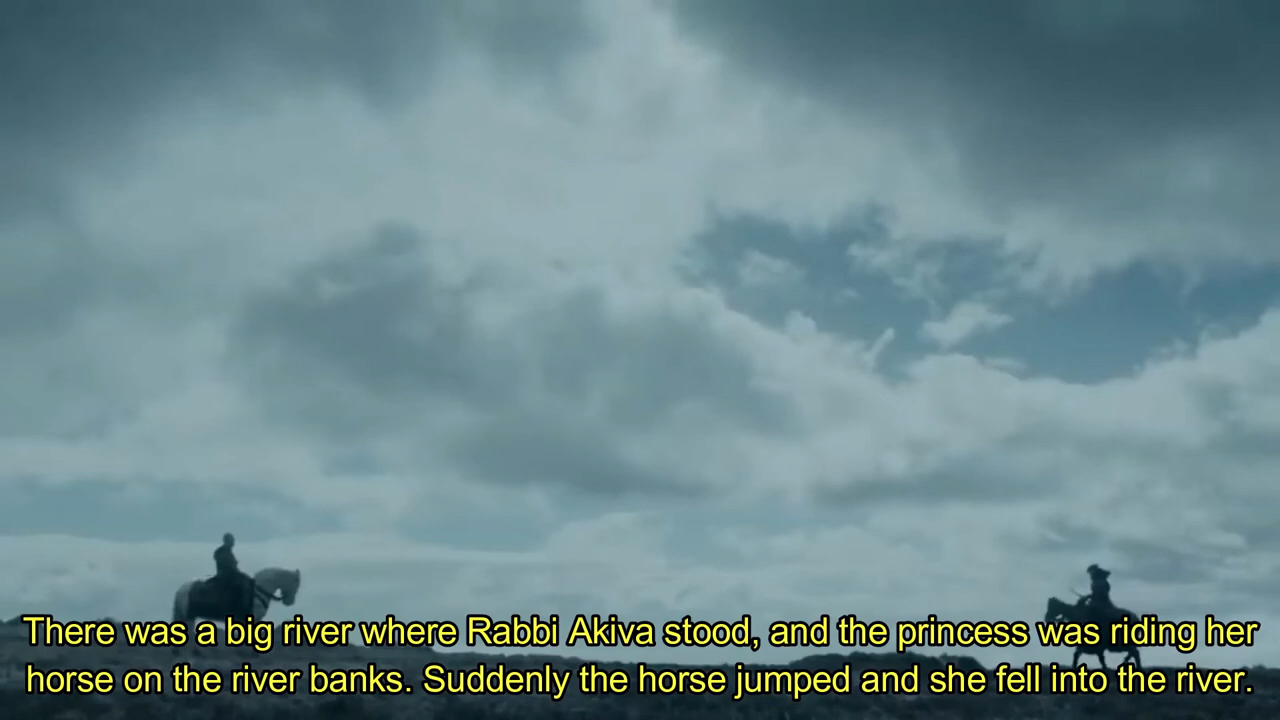 There was a big river where Rabbi Akiva stood, and the princess was riding her
horse on the river banks. Suddenly the horse jumped and she fell into the river.